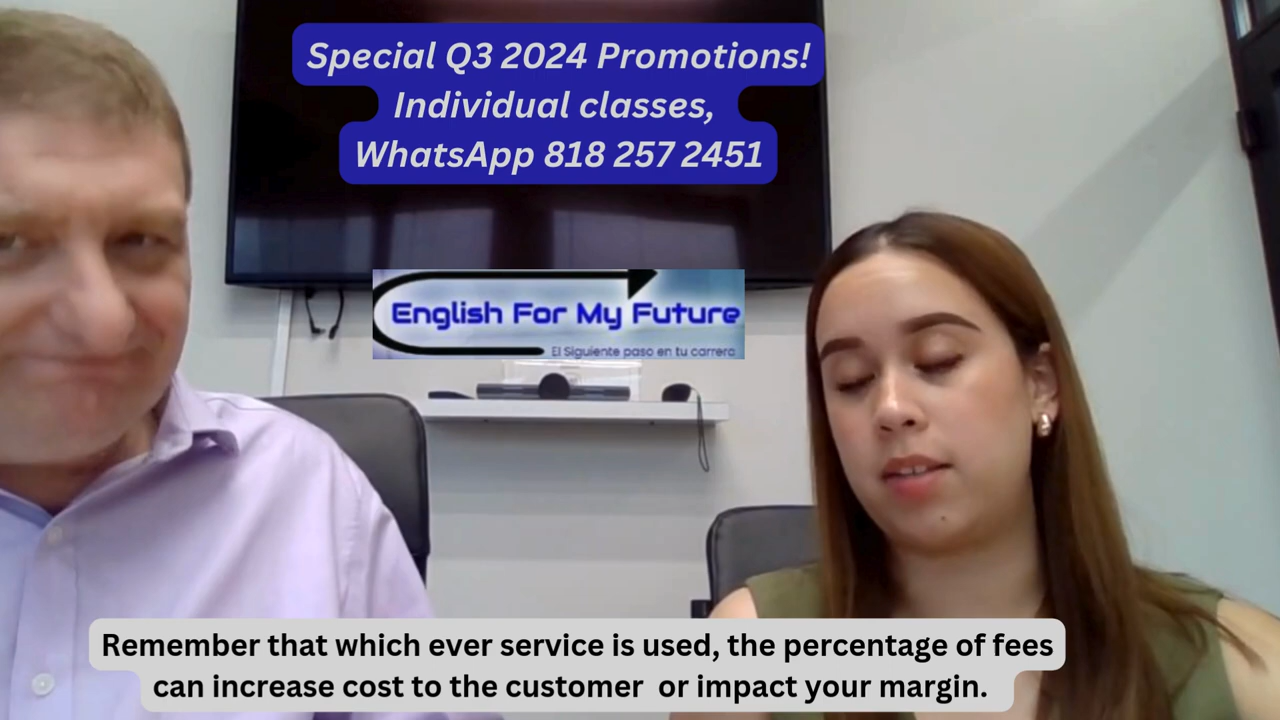 Special Q3 2024 Promotions!
Individual classes,
WhatsApp 818 257 2451
English For My Future
El Siguiente paso en tu carrera
Remember that which ever service is used, the percentage of fees
can increase cost to the customer  or impact your margin.